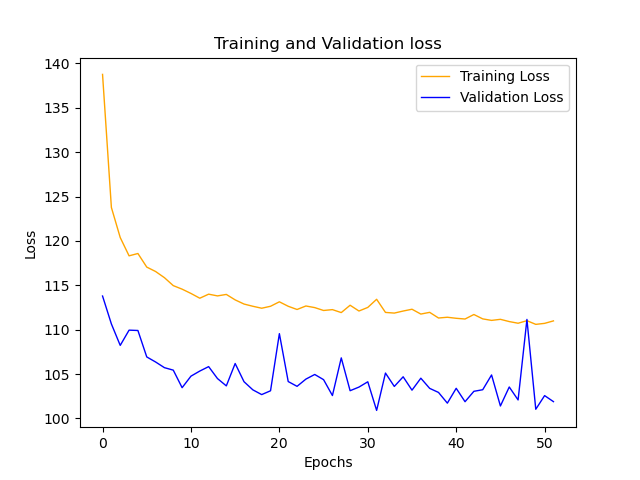 Training and Validation loss
Training Loss
Validation Loss
140
135
130
125
120
115
110
105
100
Loss
0 10 20 30 40 50
Epochs